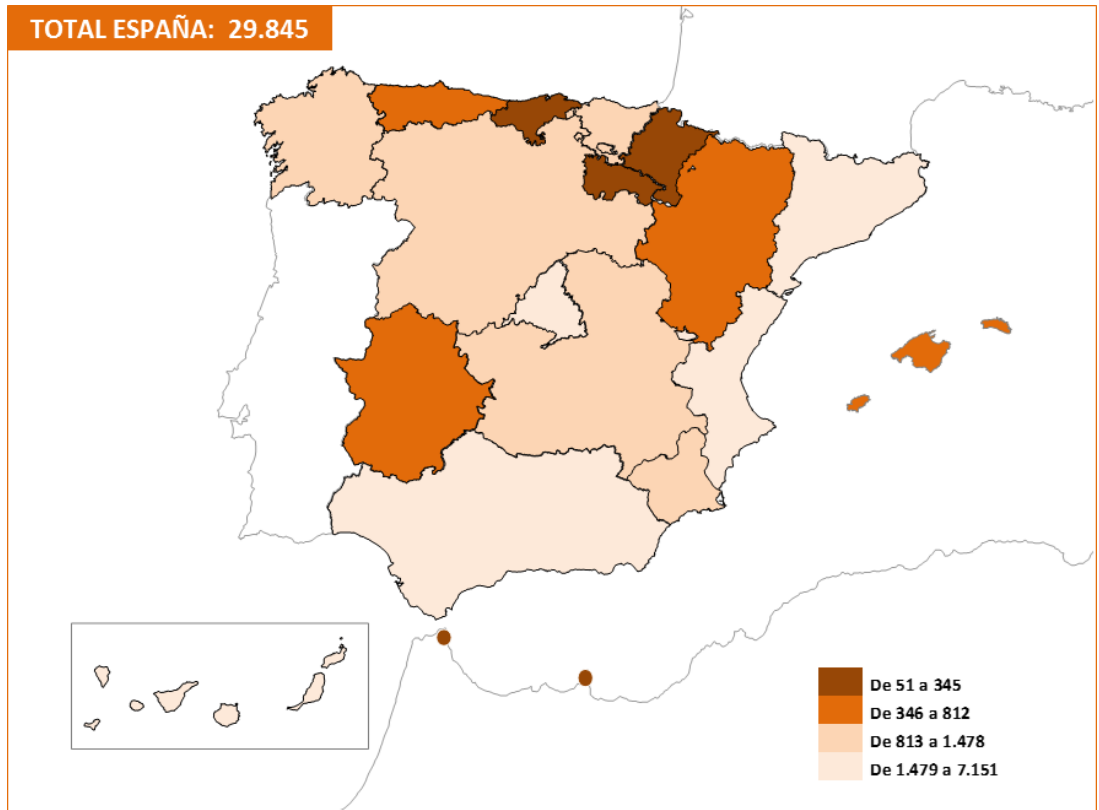 TOTAL ESPAÑA: 29.845
De 51 a 345
De 346 a 812
De 813 a 1.478
De 1.479 a 7.151